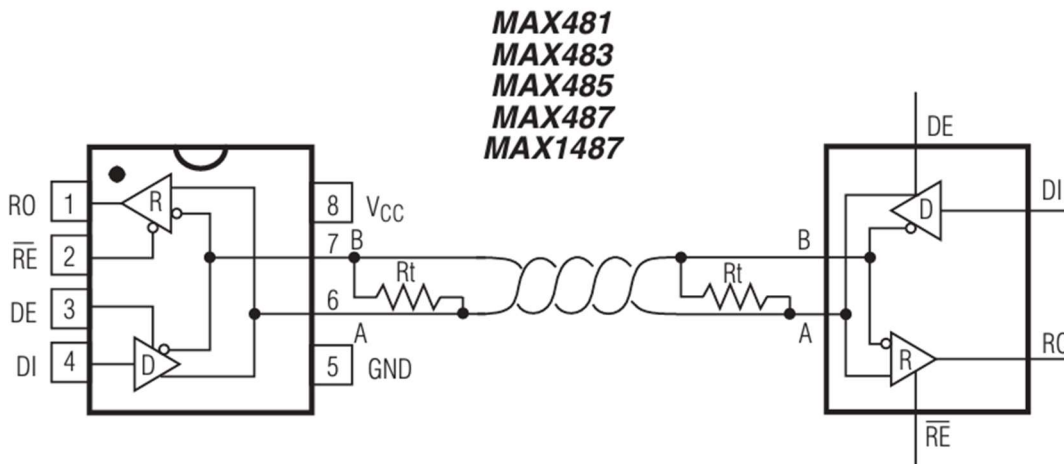 MAX481
MAX483
MAX485
MAX487
MAX1487
DE
RO 1 R 8 VCC D DI
RE 2 7 B B
Rt Rt
DE 3 6 A A
DI 4 D 5 GND R RO
RE